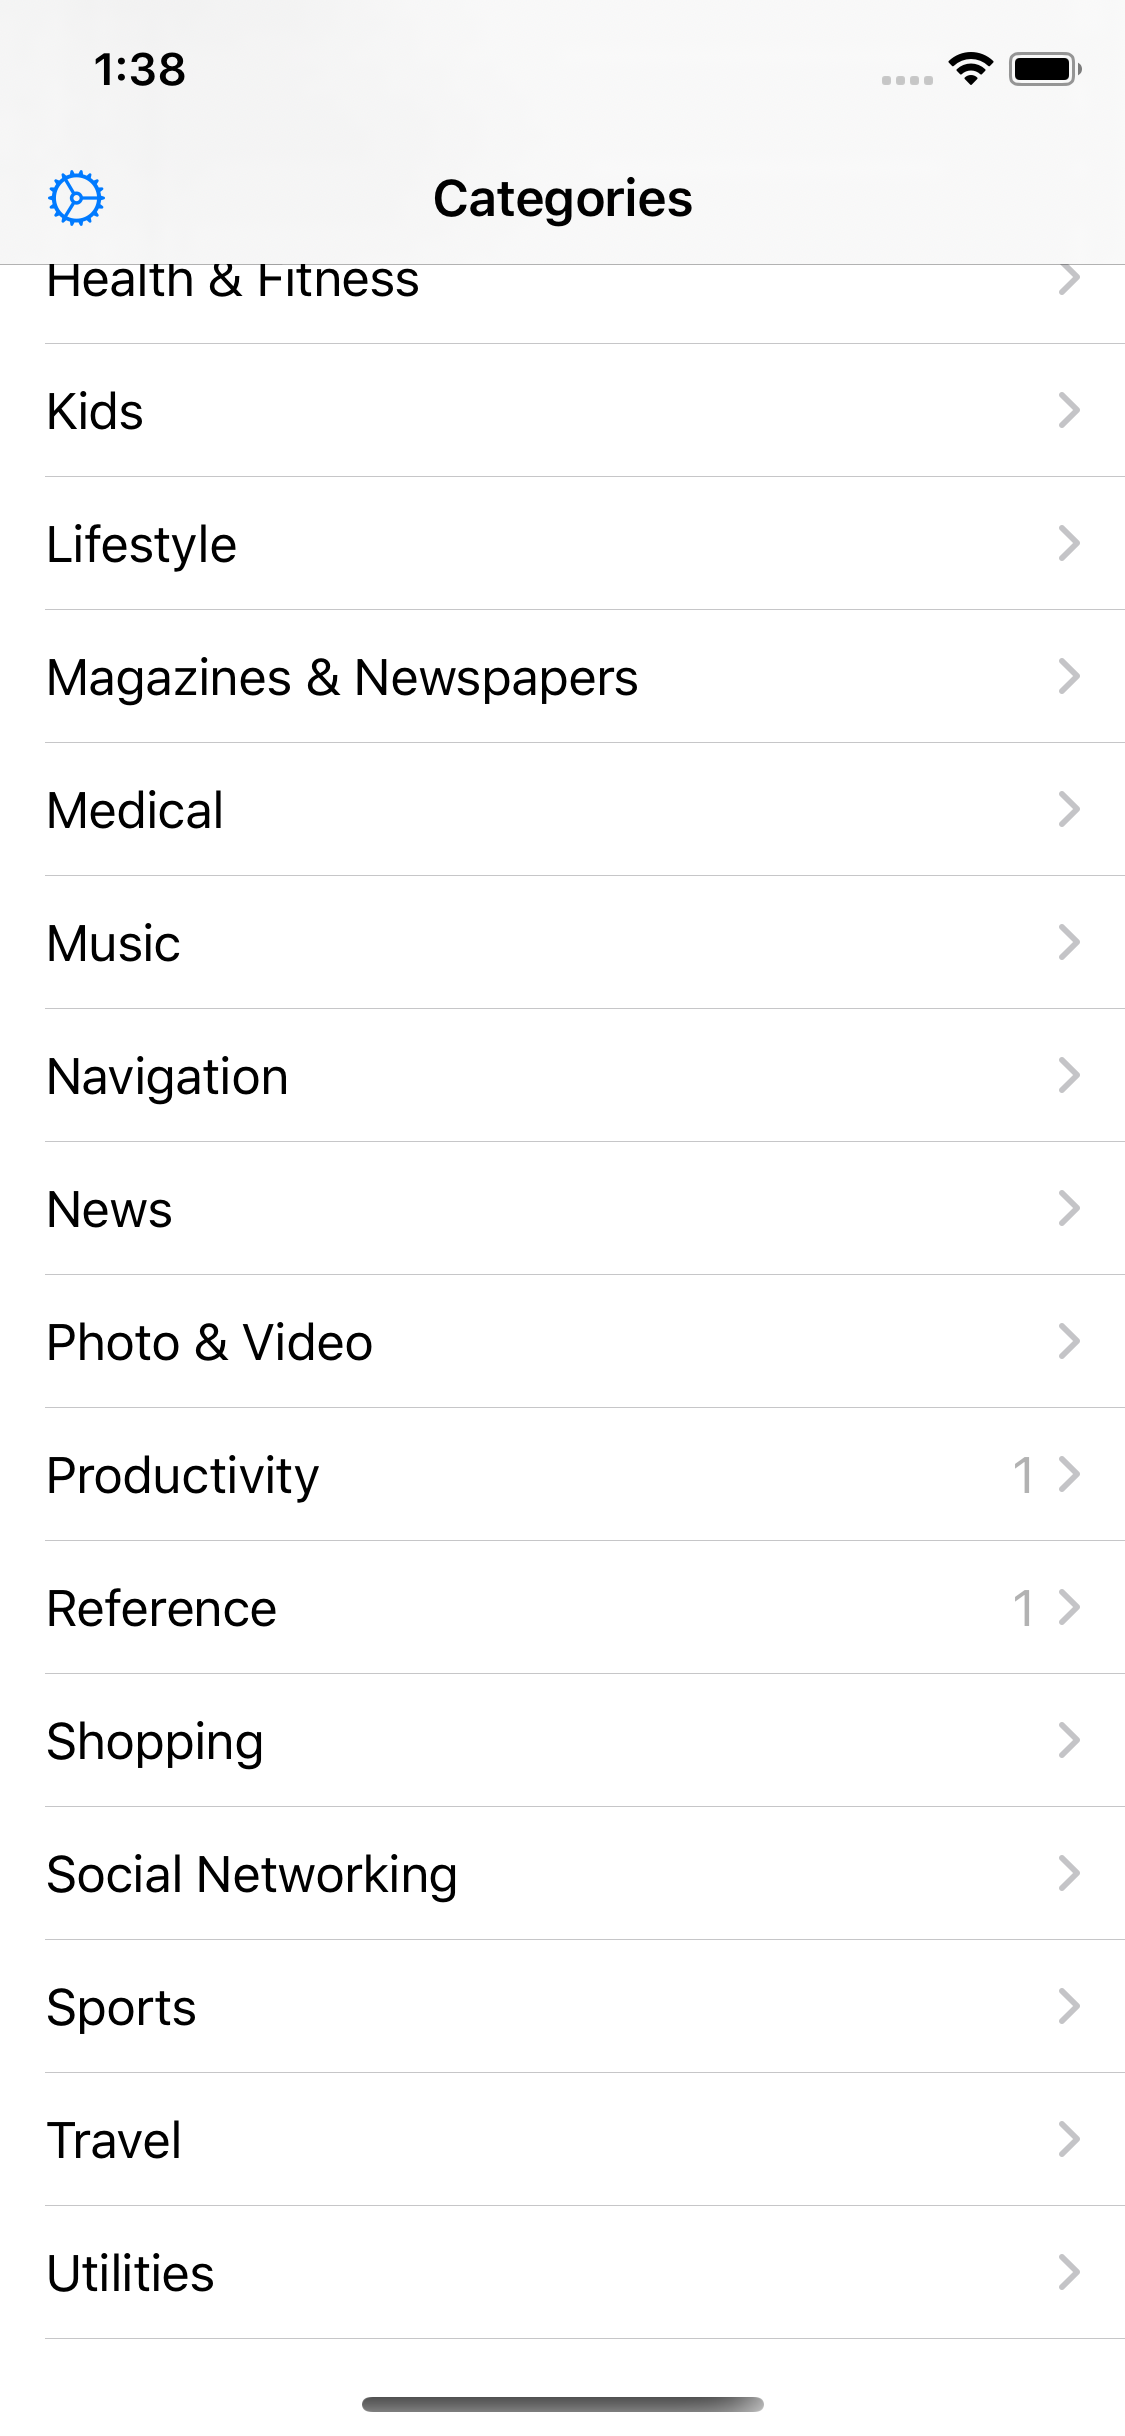 1:38
Categories
Health & Fitness
Kids
Lifestyle
Magazines & Newspapers
Medical
Music
Navigation
News
Photo & Video
Productivity 1
Reference 1
Shopping
Social Networking
Sports
Travel
Utilities